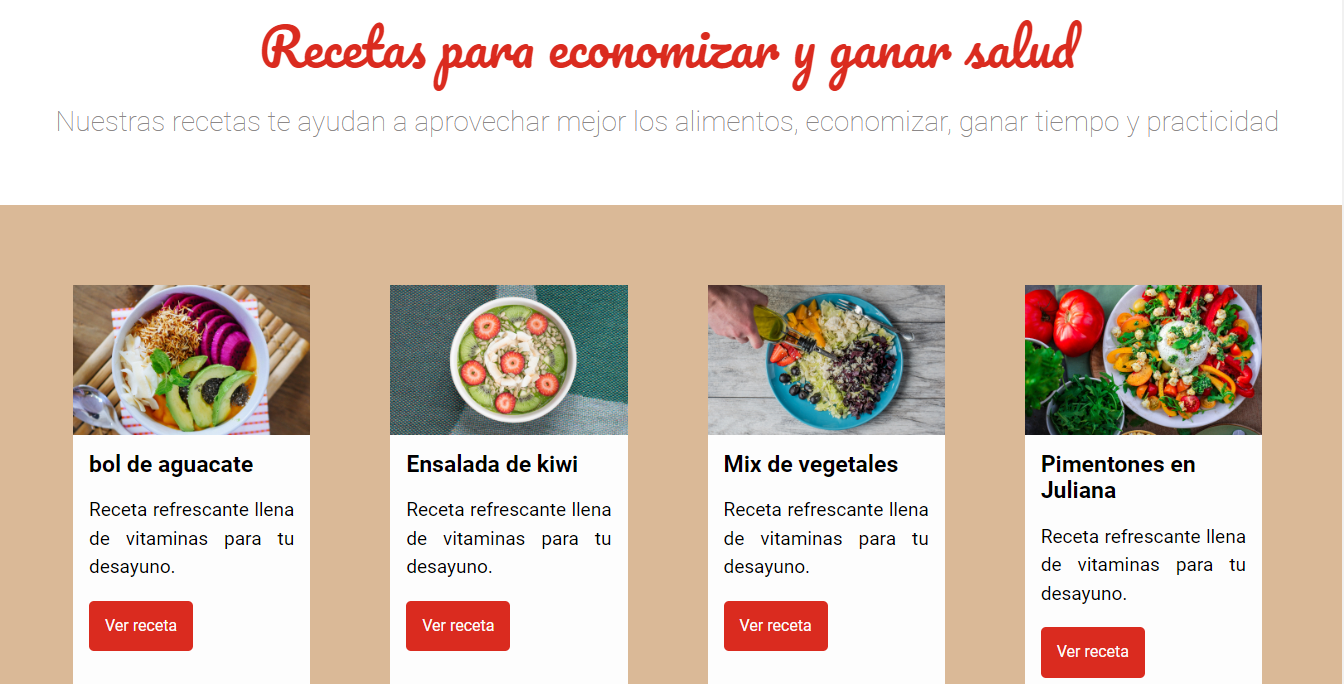 Recetas para economizar y ganar salud
Nuestras recetas te ayudan a aprovechar mejor los alimentos, economizar, ganar tiempo y practicidad
bol de aguacate
Receta refrescante llena
de vitaminas para tu
desayuno.
Ver receta
Ensalada de kiwi
Receta refrescante llena
de vitaminas para tu
desayuno.
Ver receta
Mix de vegetales
Receta refrescante llena
de vitaminas para tu
desayuno.
Ver receta
Pimentones en
Juliana
Receta refrescante llena
de vitaminas para tu
desayuno.
Ver receta